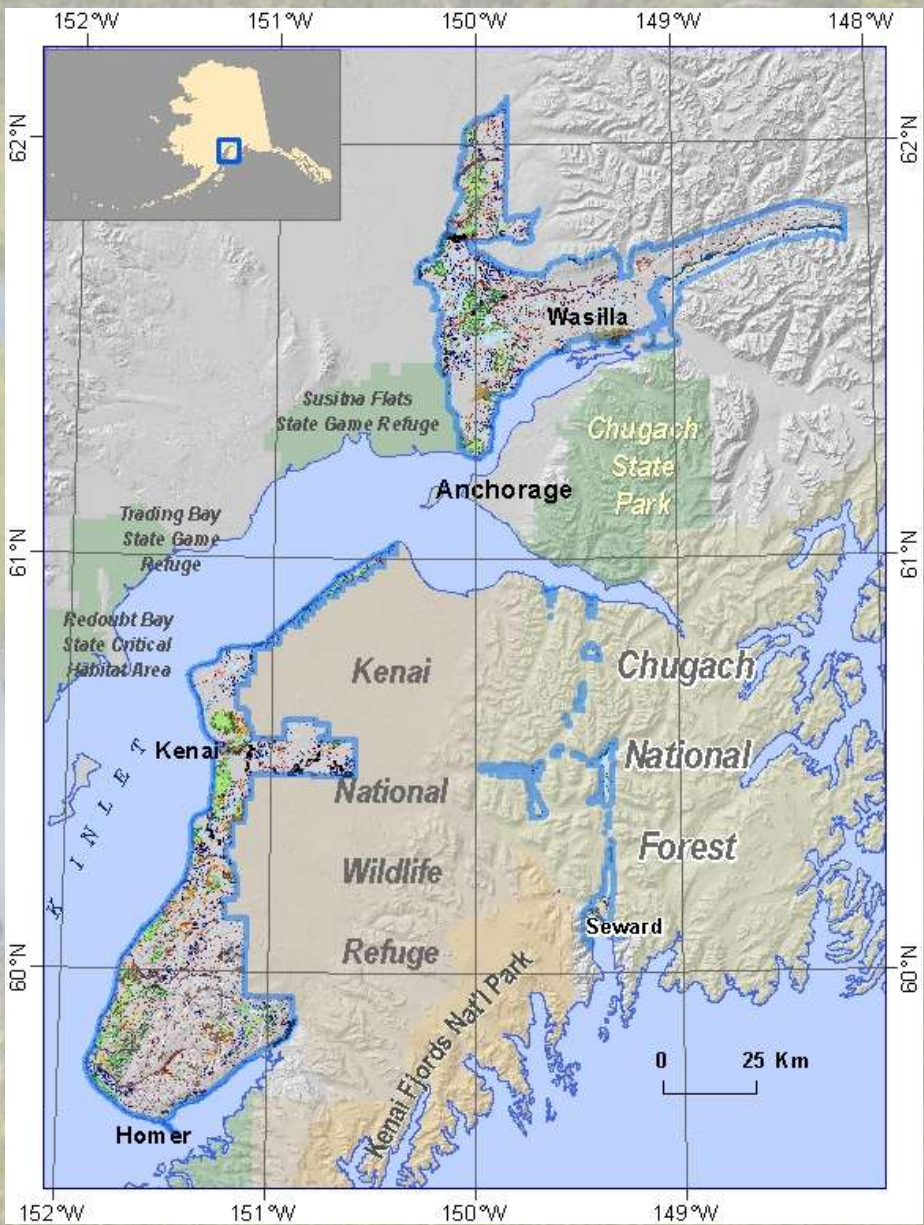 152°W 151°W 150°W 149°W 148°W
62°N 62°N
Wasilla
Susitna Flats
State Game Refuge
Chugach
State
Park
Anchorage
Trading Bay
State Game
Refuge
61°N 61°N
Redoubt Bay
State Critical
Habitat Area
Kenai
Chugach
Kenai
National
National
Wildlife
Forest
K INLET
Seward
Refuge
60°N 60°N
Kenai Fjords Nat'l Park
0 25 Km
Homer
152°W 151°W 150°W 149°W